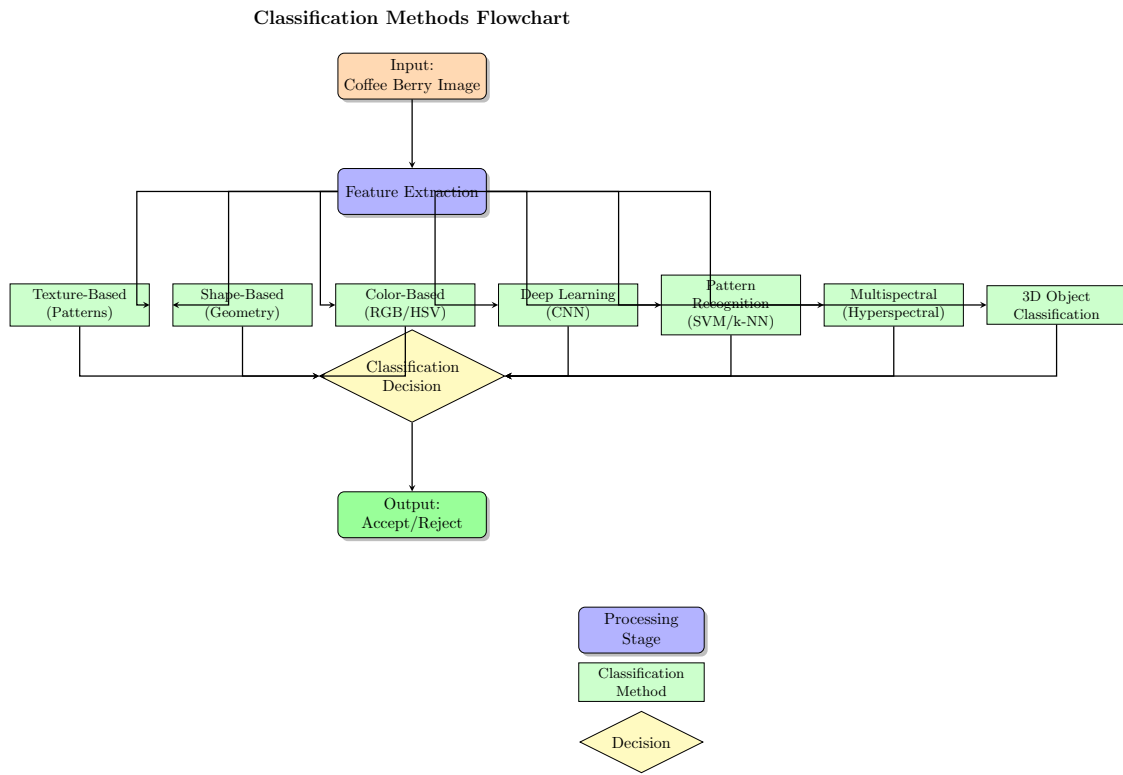 Classification Methods Flowchart
Input:
Coffee Berry Image
Feature Extraction
Texture-Based
(Patterns)
Shape-Based
(Geometry)
Color-Based
(RGB/HSV)
Deep Learning
(CNN)
Pattern
Recognition
(SVM/k-NN)
Multispectral
(Hyperspectral)
3D Object
Classification
Classification
Decision
Output:
Accept/Reject
Processing
Stage
Classification
Method
Decision